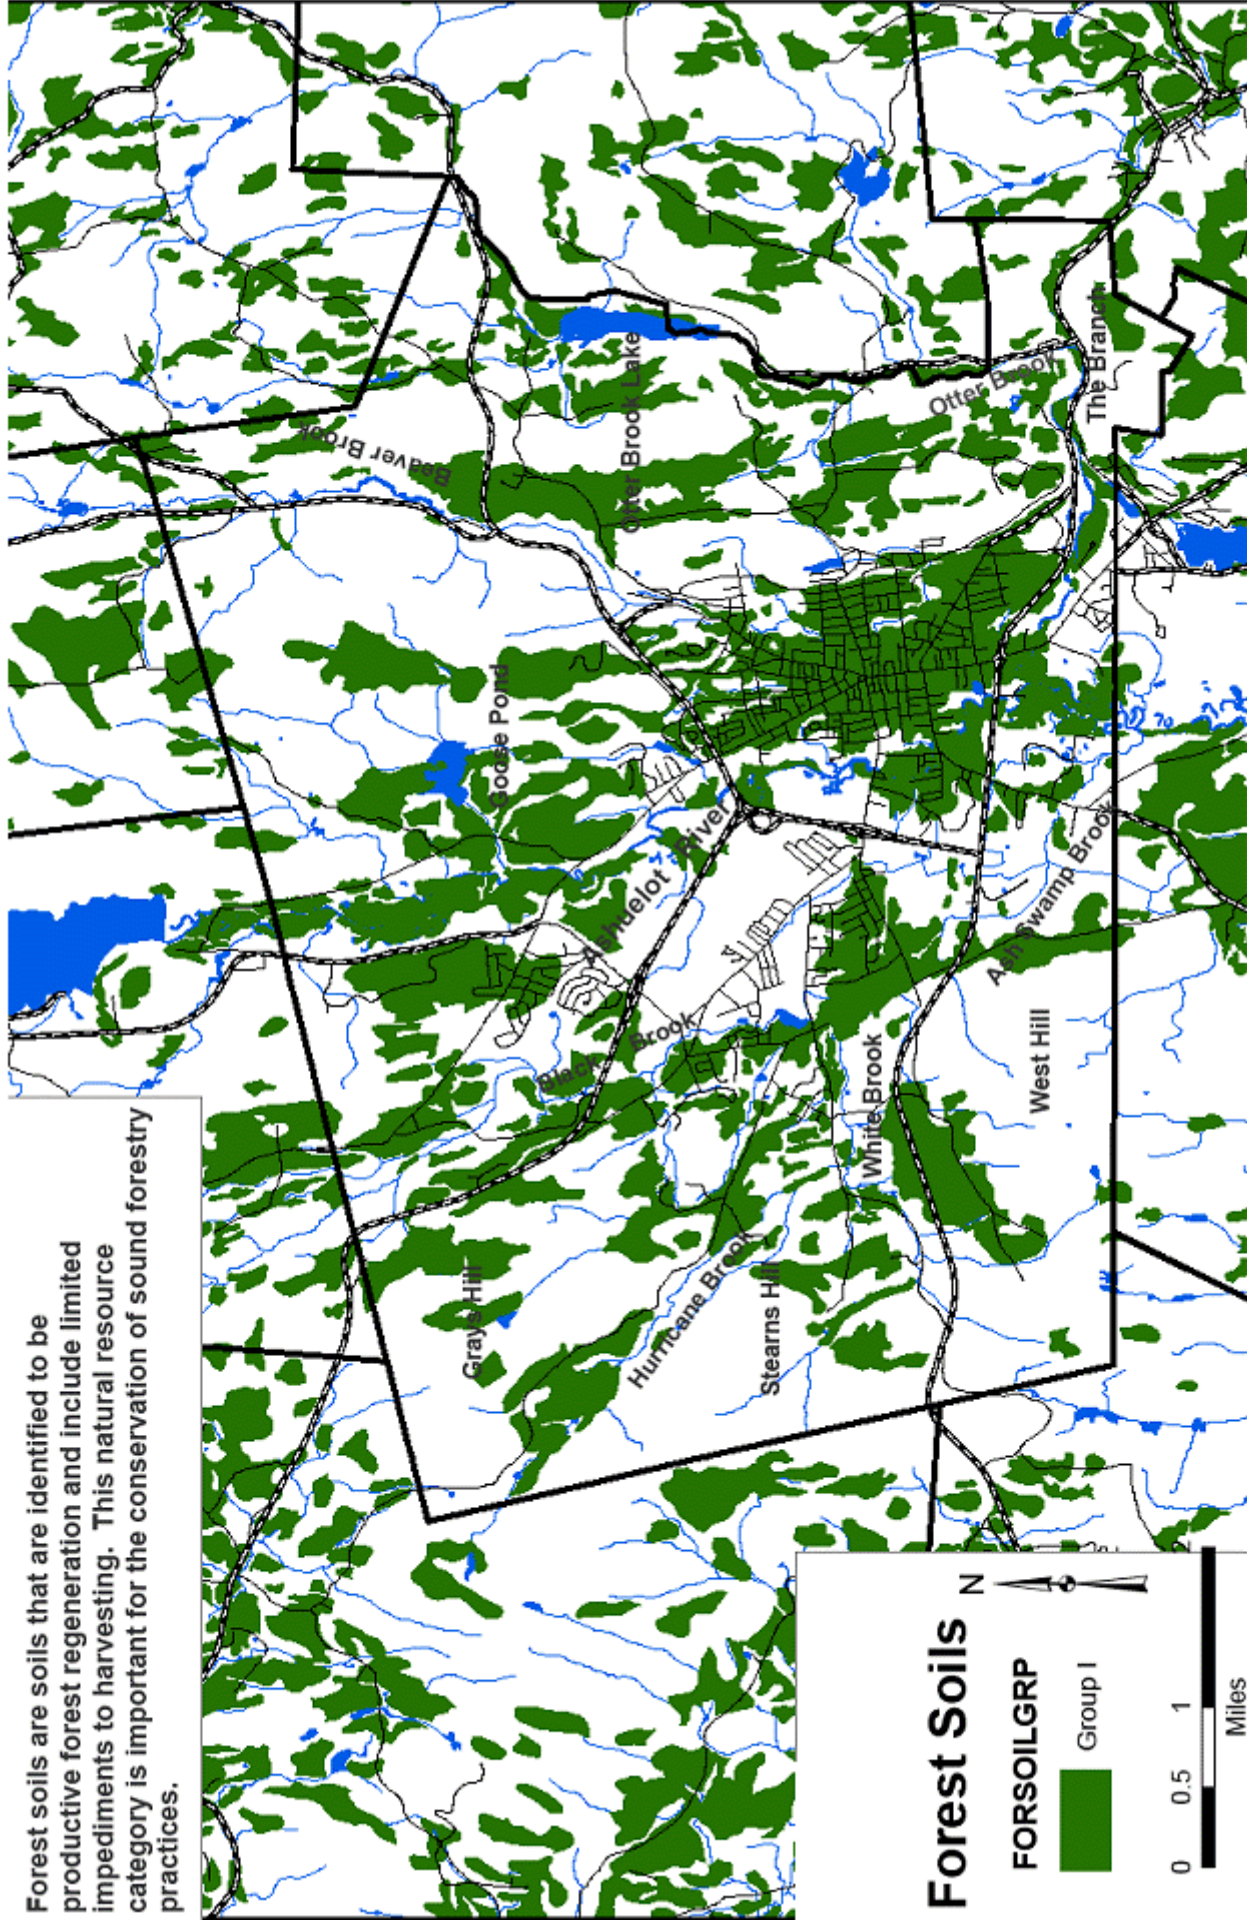 Forest soils are soils that are identified to be
productive forest regeneration and include limited
impediments to harvesting. This natural resource
category is important for the conservation of sound forestry
practices.
Beaver Brook
Otter Brook Lake
Goose Pond
Otter Brook
The Branch
Ashuelot River
Black Brook
Grays Hill
Hurricane Brook
Stearns Hill
White Brook
Ash Swamp Brook
West Hill
Forest Soils
N
FORSOILGRP
Group I
0 0.5 1 2
Miles